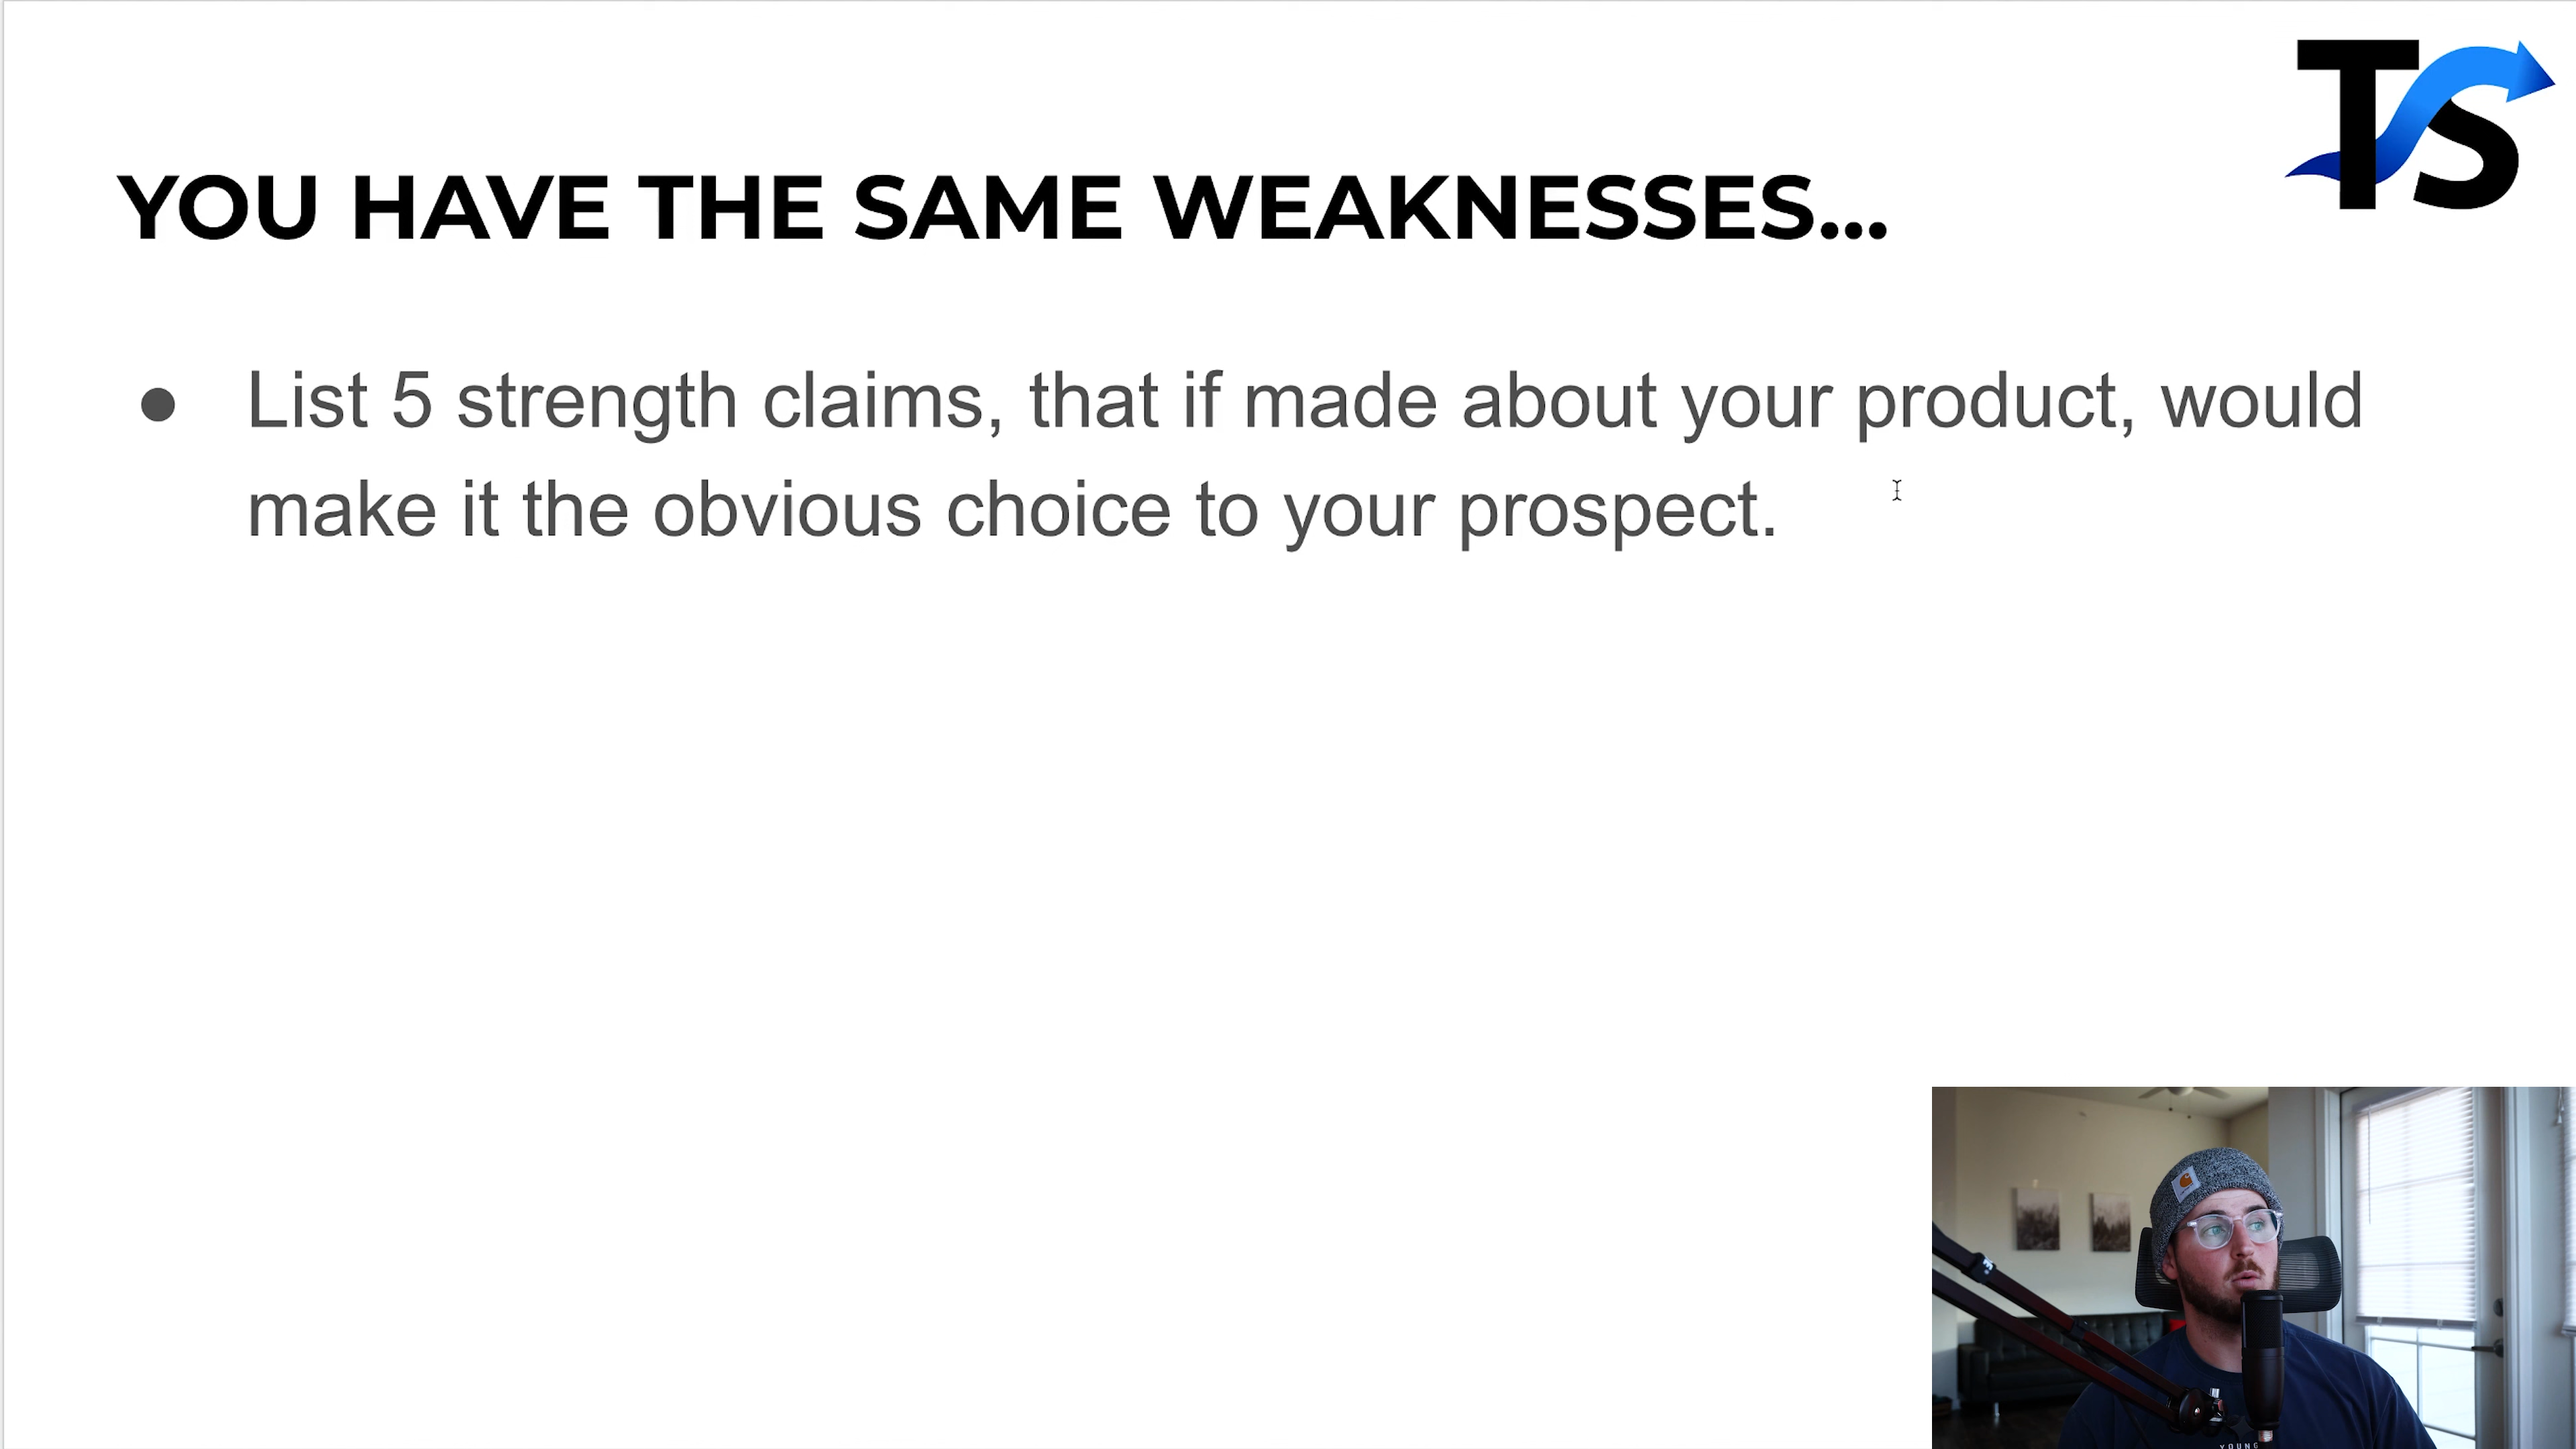 TS
YOU HAVE THE SAME WEAKNESSES...
● List 5 strength claims, that if made about your product, would
make it the obvious choice to your prospect.
YOUNG